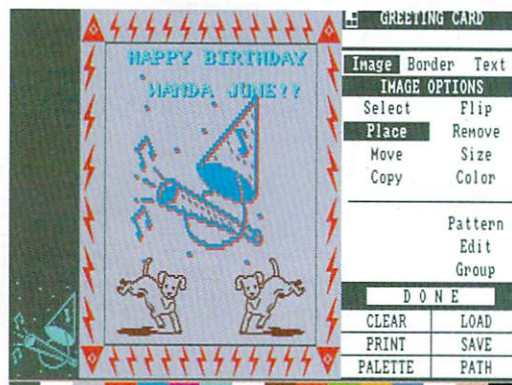 GREETING CARD
HAPPY BIRTHDAY
WANDA JUNE??
Image Border Text
IMAGE OPTIONS
Select Flip
Place Remove
Move Size
Copy Color
Pattern
Edit
Group
DONE
CLEAR LOAD
PRINT SAVE
PALETTE PATH